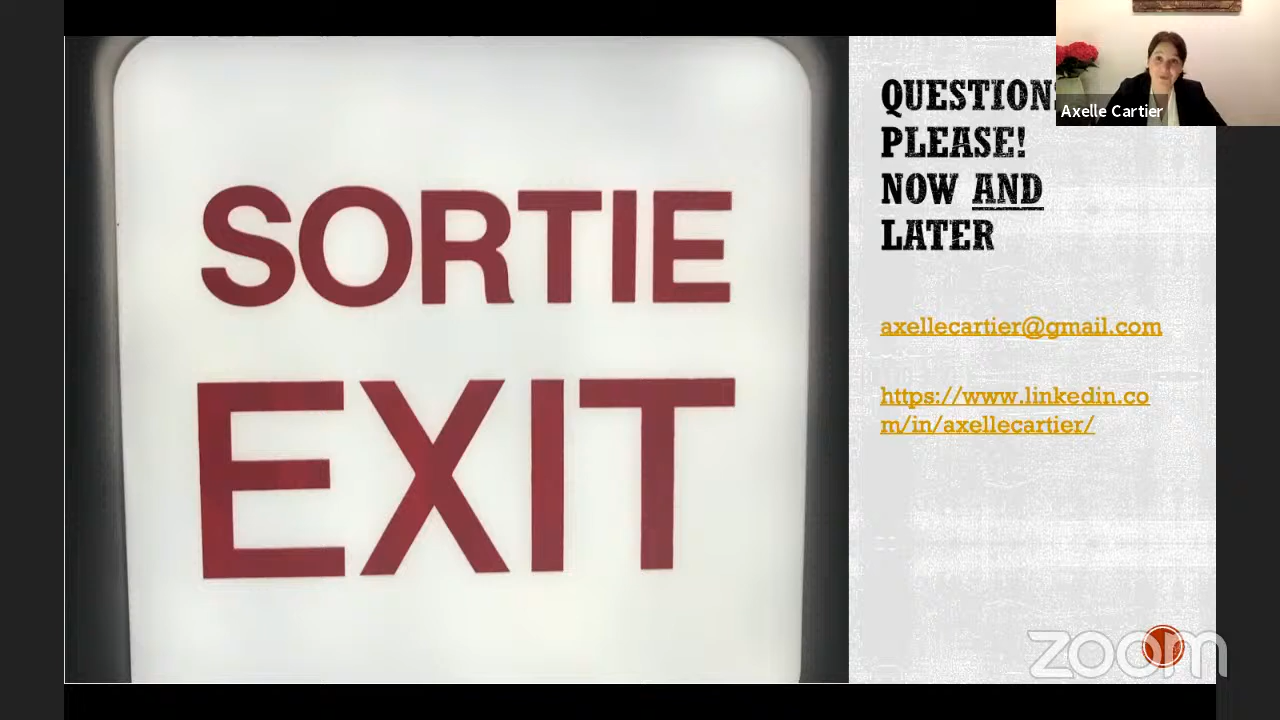 SORTIE
EXIT
QUESTION
PLEASE!
NOW AND
LATER
axellecartier@gmail.com
https://www.linkedin.co
m/in/axellecartier/
Axelle Cartier
zoom